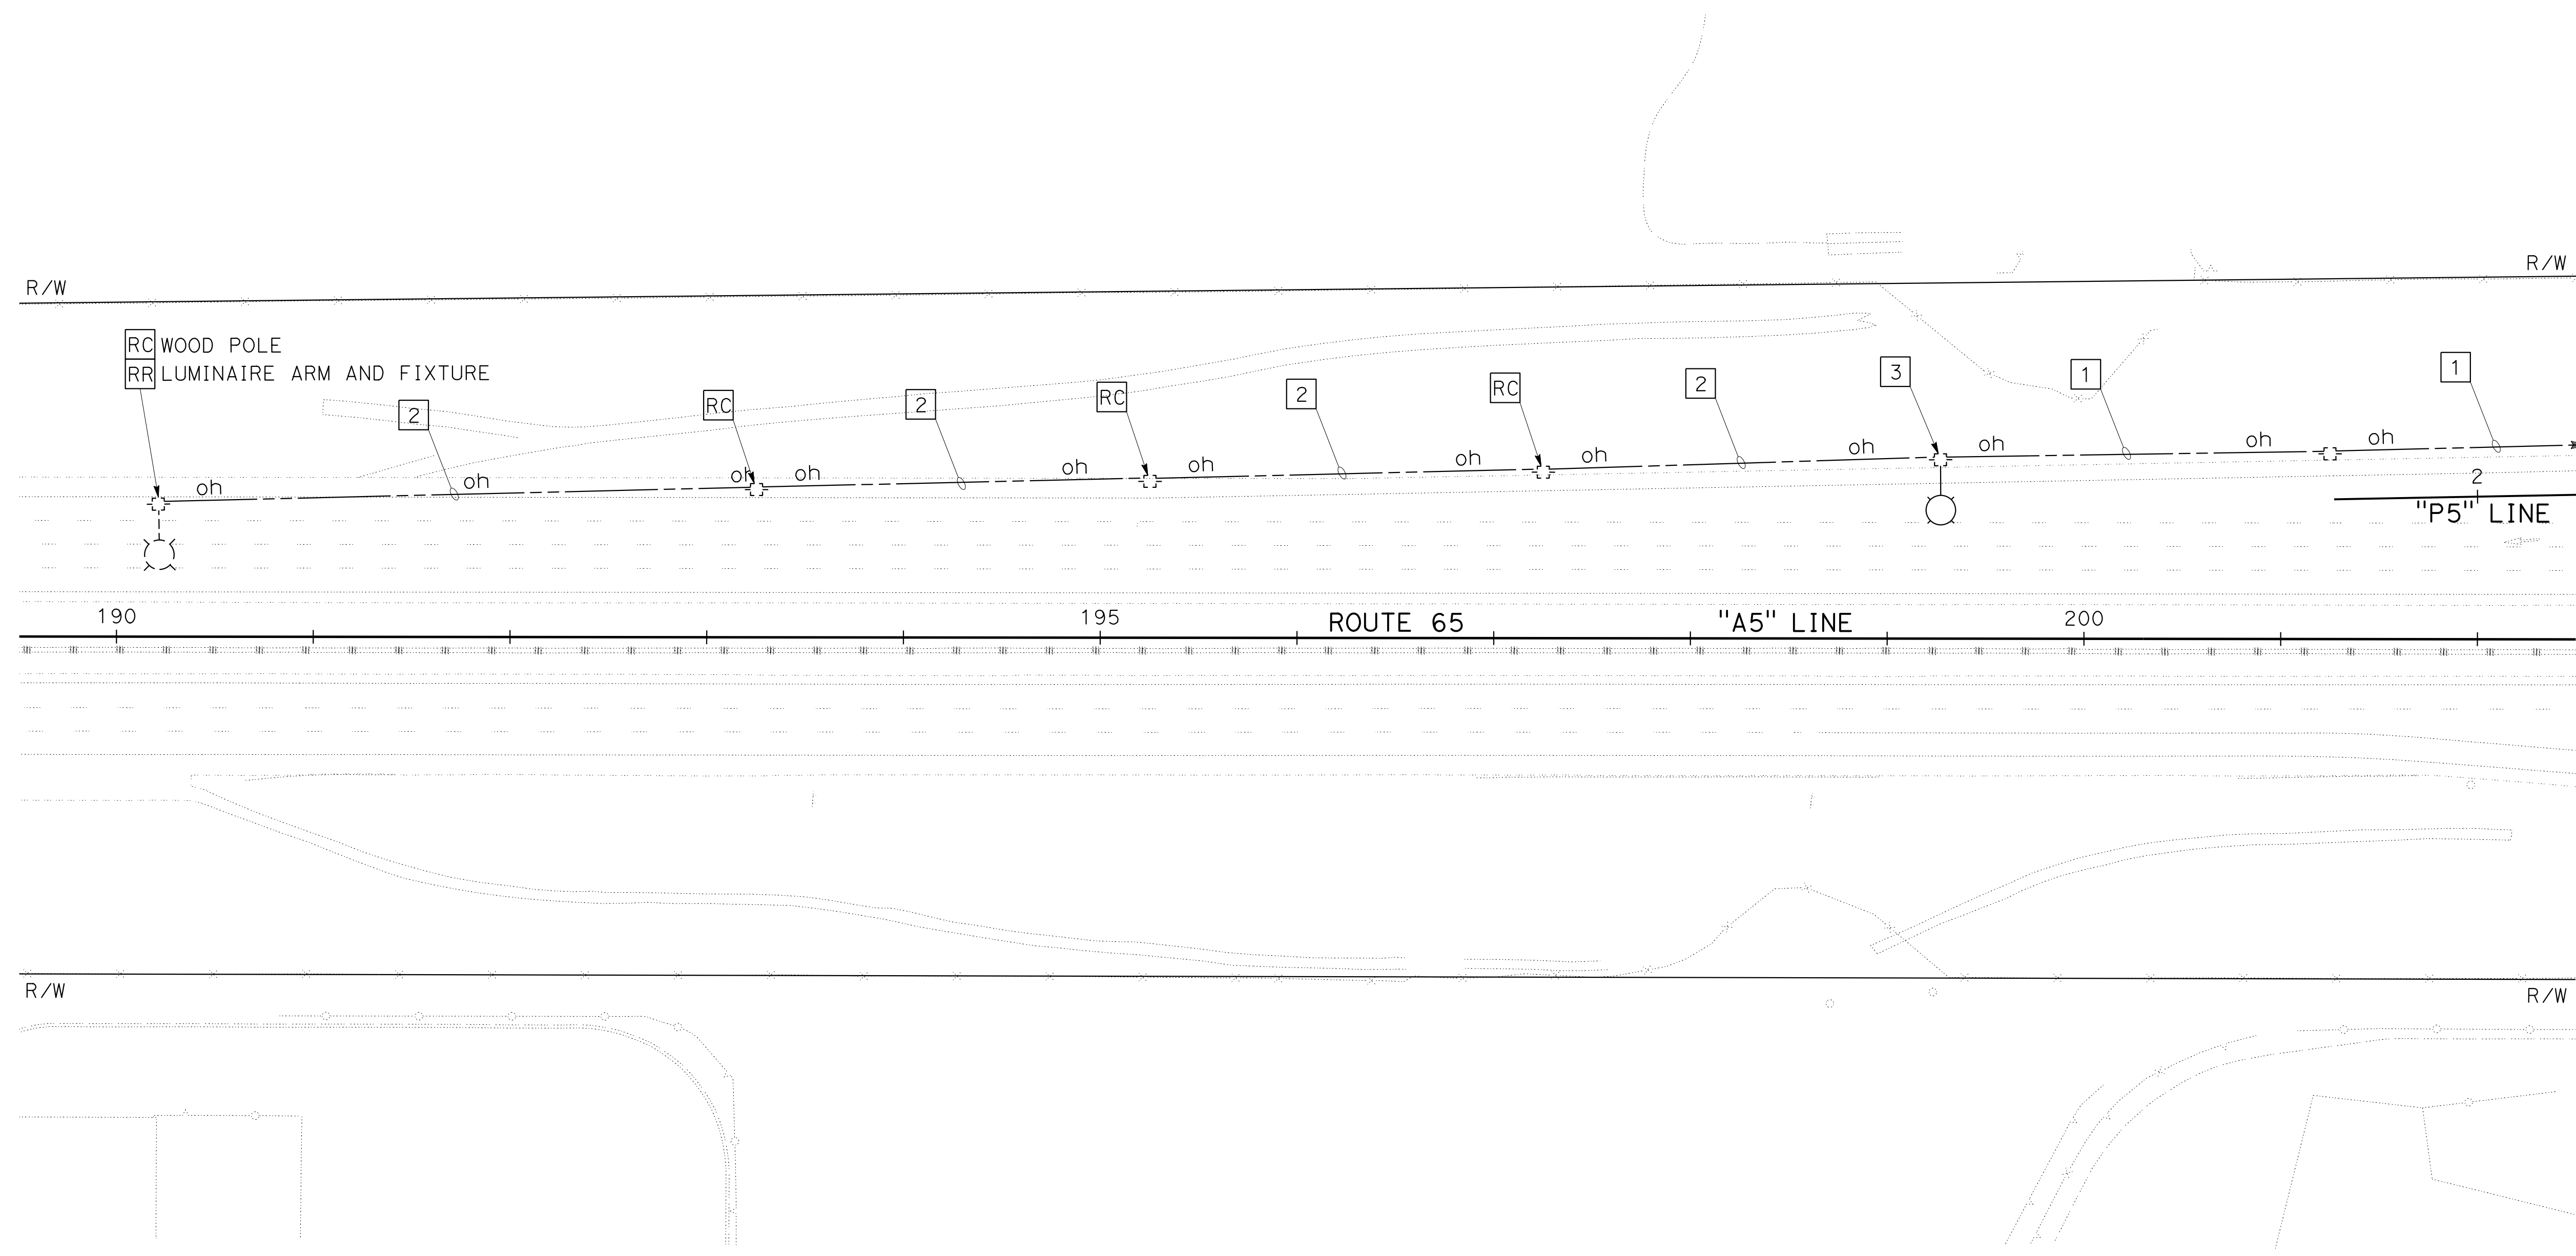 R/W
R/W
RC WOOD POLE
RR LUMINAIRE ARM AND FIXTURE
2
RC
2
RC
2
RC
2
3
1
1
oh
oh
oh
oh
oh
oh
oh
oh
oh
oh
oh
oh
2
"P5" LINE
190
195
ROUTE 65
"A5" LINE
200
R/W
R/W